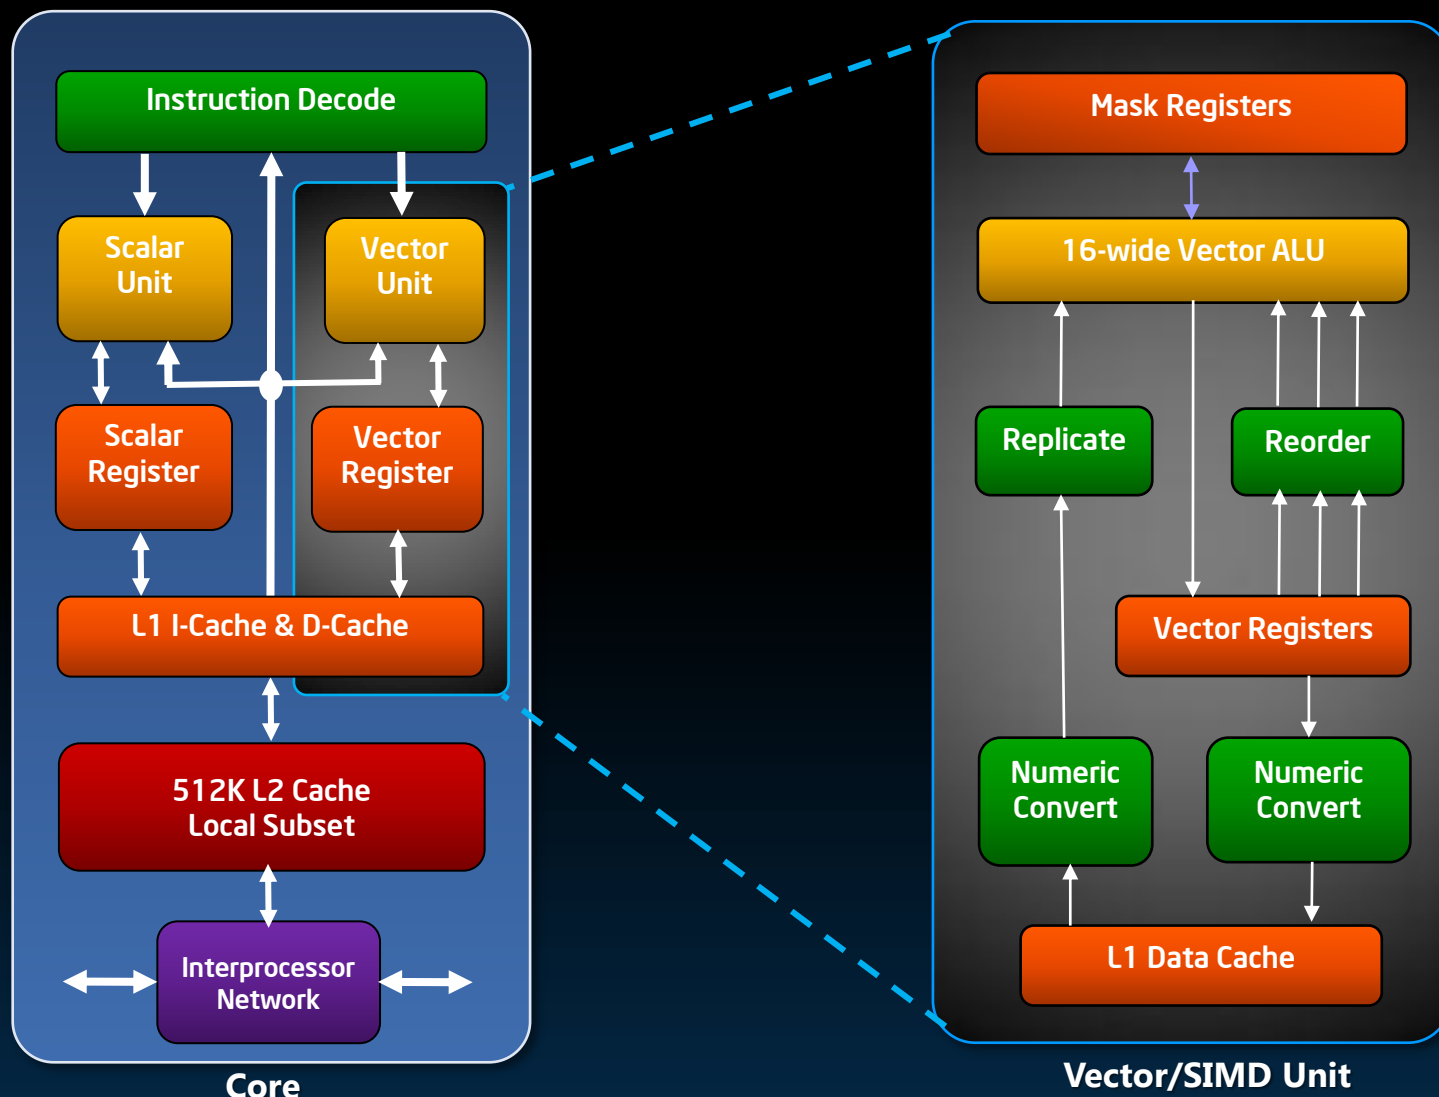 Instruction Decode
Scalar
Unit
Vector
Unit
Scalar
Register
Vector
Register
L1 I-Cache & D-Cache
512K L2 Cache
Local Subset
Interprocessor
Network
Core
Mask Registers
16-wide Vector ALU
Replicate
Reorder
Vector Registers
Numeric
Convert
Numeric
Convert
L1 Data Cache
Vector/SIMD Unit